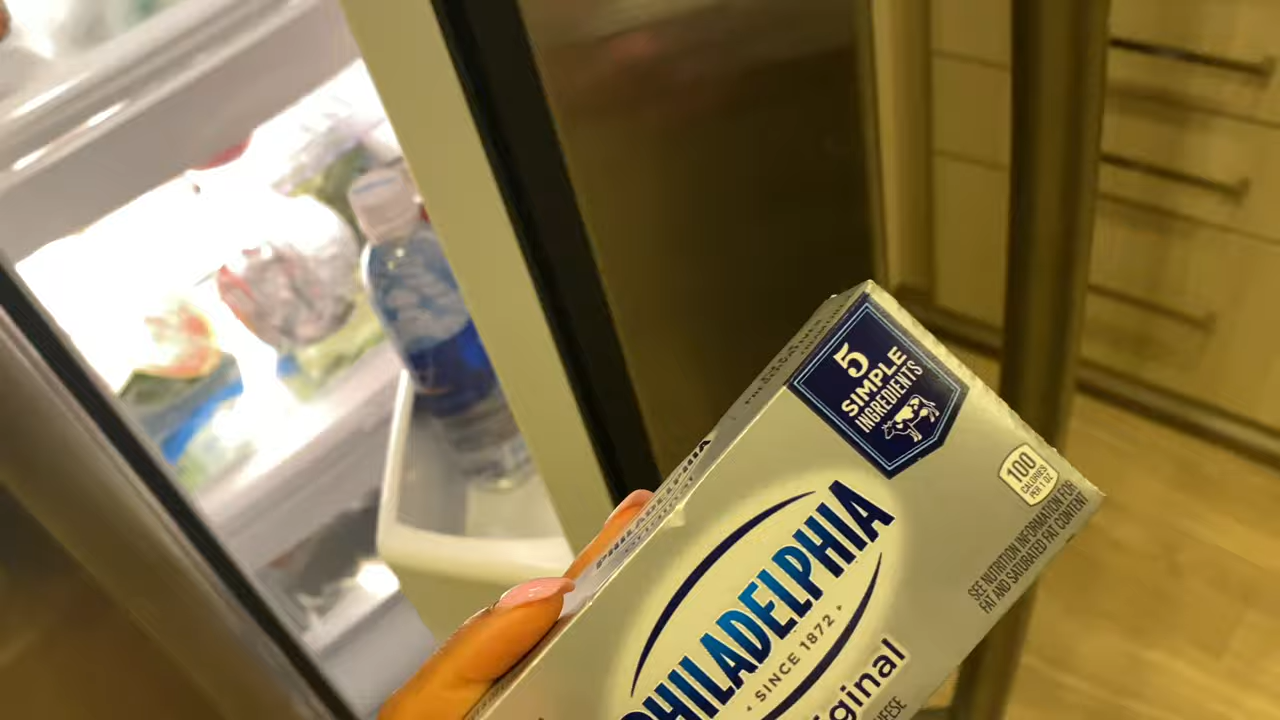 5
SIMPLE
INGREDIENTS
100
CALORIES
PER 1 OZ
SEE NUTRITION INFORMATION FOR
FAT AND SATURATED FAT CONTENT
PHILADELPHIA
SINCE 1872
PHILADELPHIA